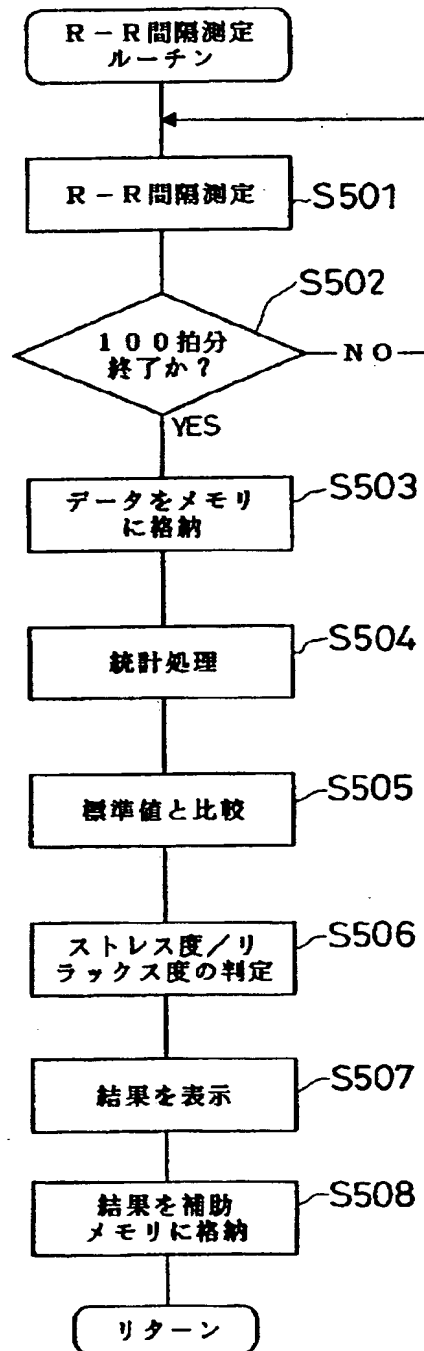 R－R間隔測定
ルーチン
R－R間隔測定
S501
S502
100拍分
終了か？
NO
YES
データをメモリ
に格納
S503
統計処理
S504
標準値と比較
S505
ストレス度／リ
ラックス度の判定
S506
結果を表示
S507
結果を補助
メモリに格納
S508
リターン